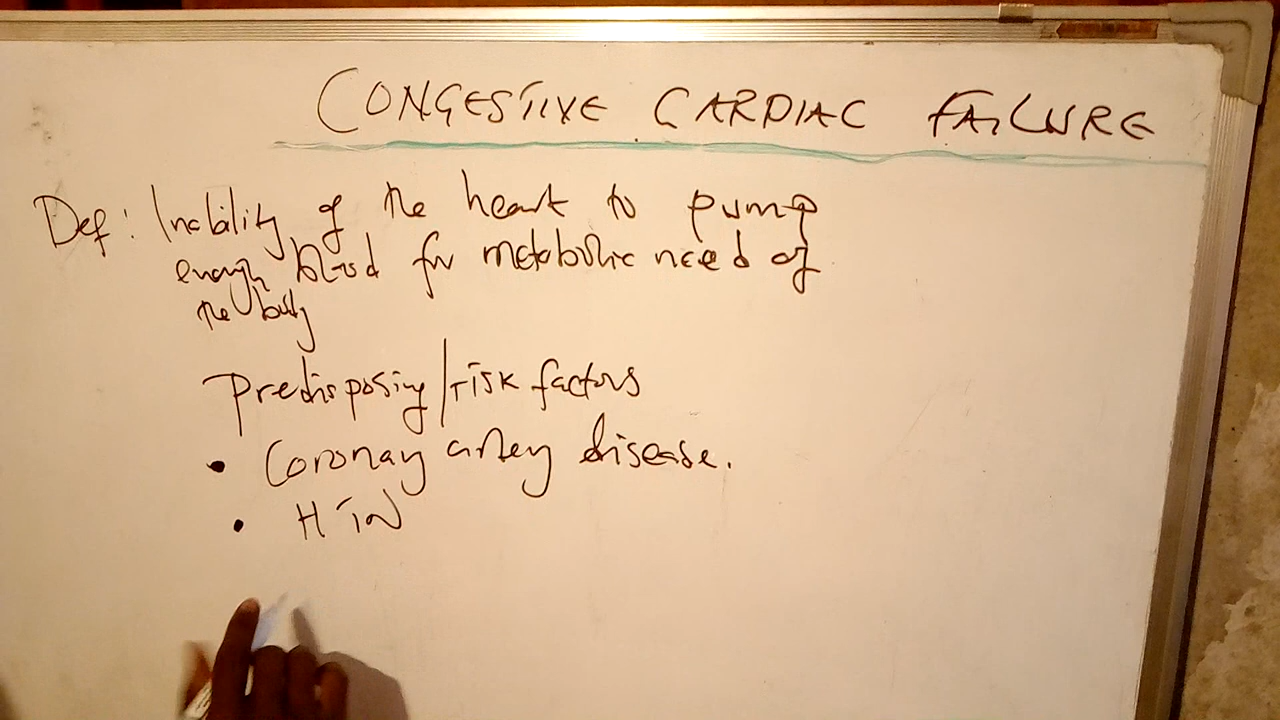 CONGESTIVE CARDIAC FAILURE
Def: Inability of the heart to pump
enough blood for metabolic need of
the body
Predisposing/risk factors
• Coronary artery disease.
• HTN